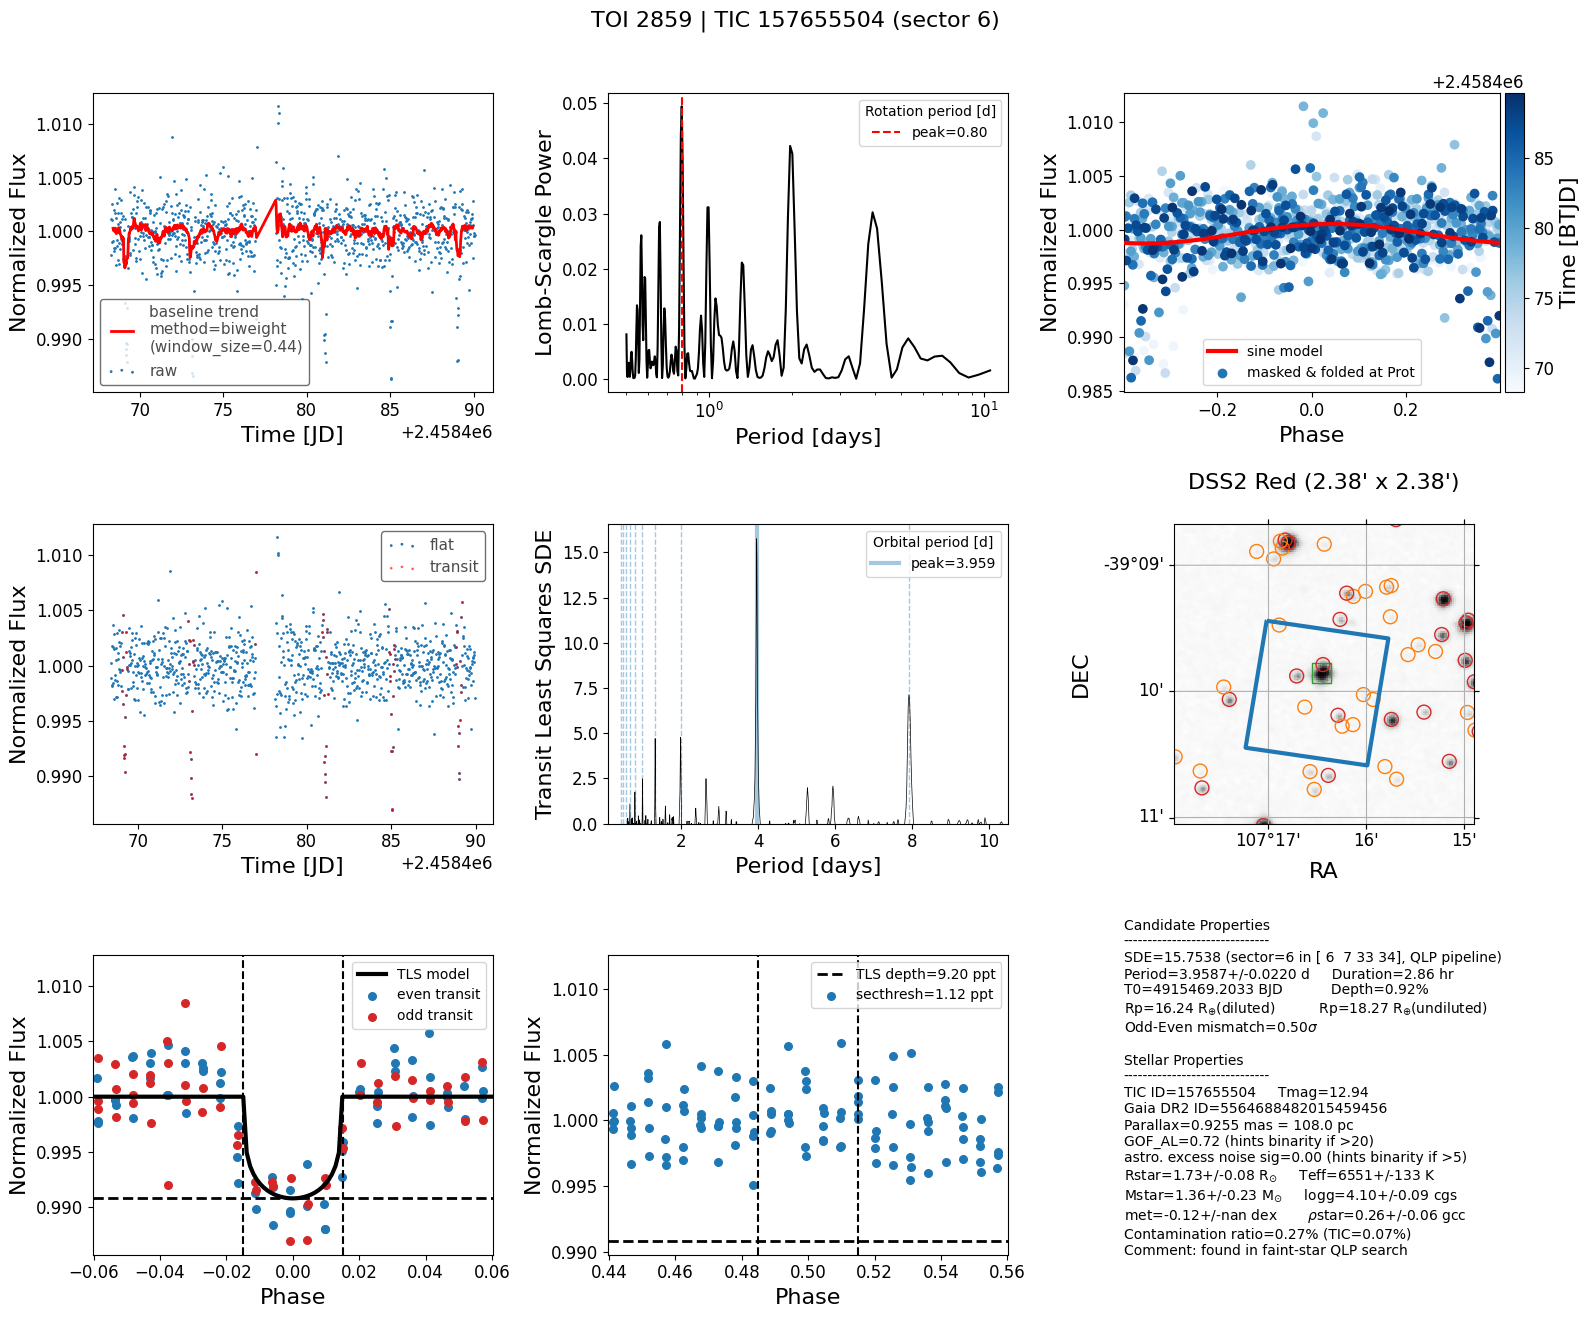 TOI 2859 | TIC 157655504 (sector 6)
Normalized Flux
1.010
1.005
1.000
0.995
0.990
baseline trend
method=biweight
(window_size=0.44)
raw
70 75 80 85 90
Time [JD]
+2.4584e6
Lomb-Scargle Power
0.05
0.04
0.03
0.02
0.01
0.00
Rotation period [d]
peak=0.80
10⁰ 10¹
Period [days]
Normalized Flux
1.010
1.005
1.000
0.995
0.990
0.985
sine model
masked & folded at Prot
−0.2 0.0 0.2
Phase
+2.4584e6
85
80
75
70
Time [BTJD]
Normalized Flux
1.010
1.005
1.000
0.995
0.990
flat
transit
70 75 80 85 90
Time [JD]
+2.4584e6
Transit Least Squares SDE
15.0
12.5
10.0
7.5
5.0
2.5
0.0
Orbital period [d]
peak=3.959
2 4 6 8 10
Period [days]
DSS2 Red (2.38' x 2.38')
DEC
-39°09'
10'
11'
107°17' 16' 15'
RA
Normalized Flux
1.010
1.005
1.000
0.995
0.990
TLS model
even transit
odd transit
−0.06 −0.04 −0.02 0.00 0.02 0.04 0.06
Phase
Normalized Flux
1.010
1.005
1.000
0.995
0.990
TLS depth=9.20 ppt
secthresh=1.12 ppt
0.44 0.46 0.48 0.50 0.52 0.54 0.56
Phase
Candidate Properties
------------------------------
SDE=15.7538 (sector=6 in [ 6 7 33 34], QLP pipeline)
Period=3.9587+/-0.0220 d Duration=2.86 hr
T0=4915469.2033 BJD Depth=0.92%
Rp=16.24 R⊕(diluted) Rp=18.27 R⊕(undiluted)
Odd-Even mismatch=0.50σ
Stellar Properties
------------------------------
TIC ID=157655504 Tmag=12.94
Gaia DR2 ID=5564688482015459456
Parallax=0.9255 mas = 108.0 pc
GOF_AL=0.72 (hints binarity if >20)
astro. excess noise sig=0.00 (hints binarity if >5)
Rstar=1.73+/-0.08 R⊙ Teff=6551+/-133 K
Mstar=1.36+/-0.23 M⊙ logg=4.10+/-0.09 cgs
met=-0.12+/-nan dex ρstar=0.26+/-0.06 gcc
Contamination ratio=0.27% (TIC=0.07%)
Comment: found in faint-star QLP search